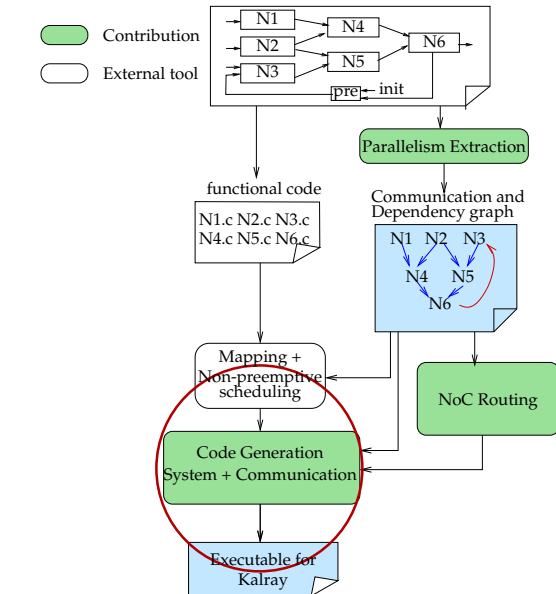 Contribution
External tool
N1
N2
N3
N4
N5
N6
pre
init
Parallelism Extraction
functional code
N1.c N2.c N3.c
N4.c N5.c N6.c
Communication and
Dependency graph
N1 N2 N3
N4 N5
N6
Mapping +
Non-preemptive
scheduling
NoC Routing
Code Generation
System + Communication
Executable for
Kalray